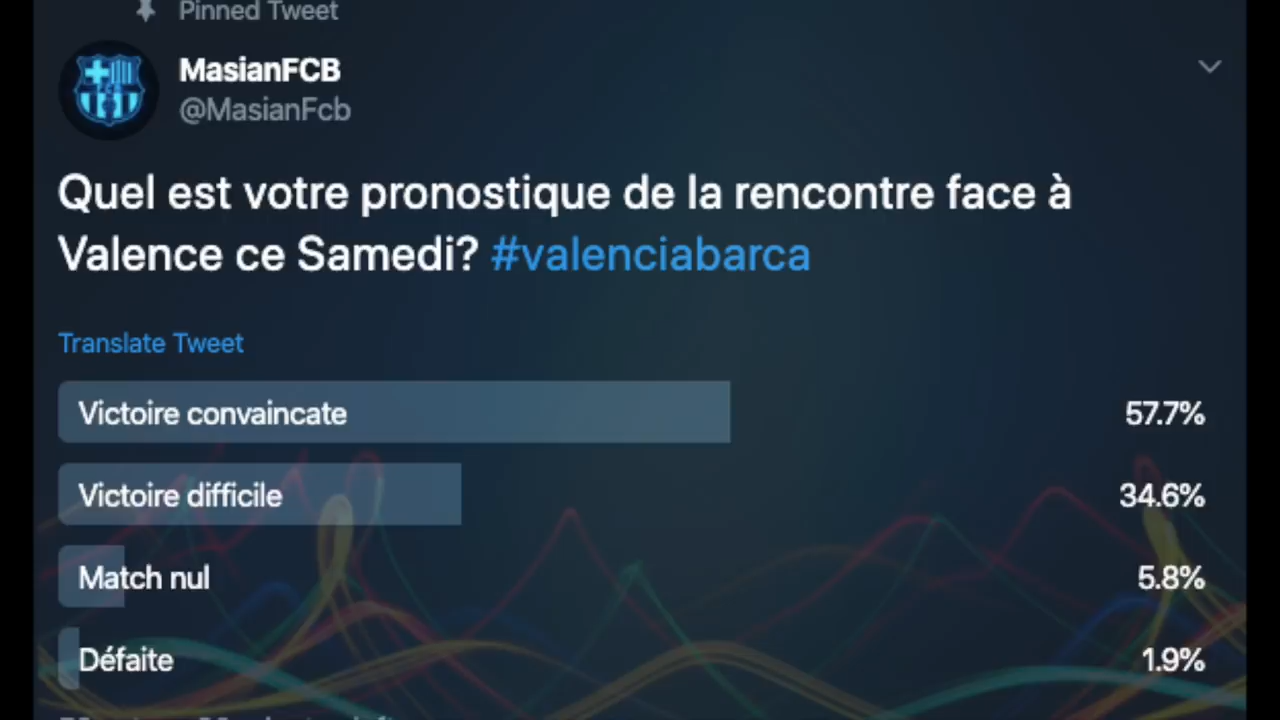 Pinned Tweet
MasianFCB
@MasianFcb
Quel est votre pronostique de la rencontre face à
Valence ce Samedi? #valenciabarca
Translate Tweet
Victoire convaincate 57.7%
Victoire difficile 34.6%
Match nul 5.8%
Défaite 1.9%